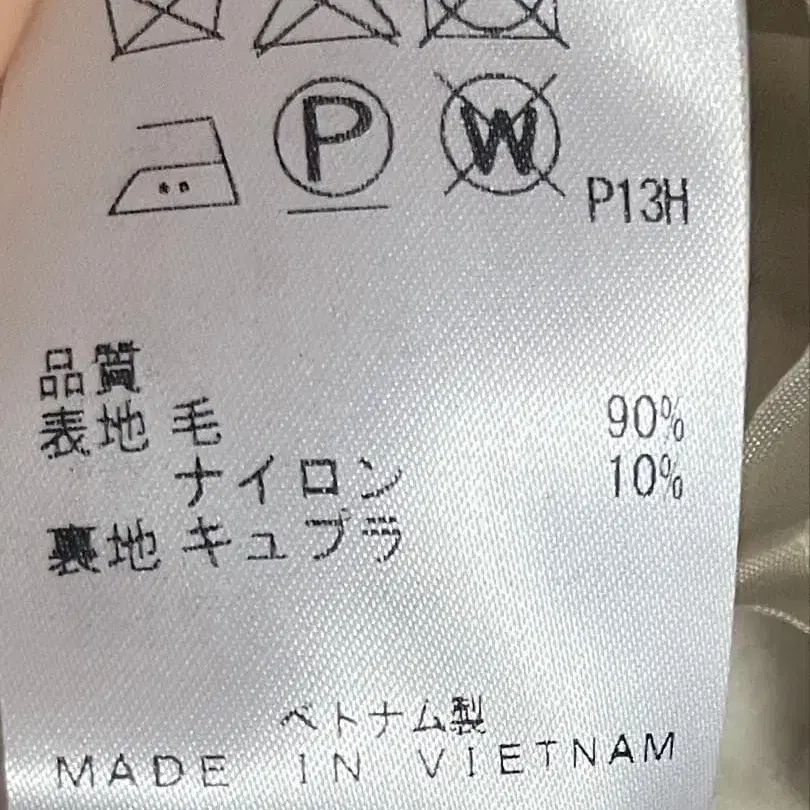 P
W
P13H
品質
表地 毛 90%
ナイロン 10%
裏地 キュプラ
ベトナム製
MADE IN VIETNAM